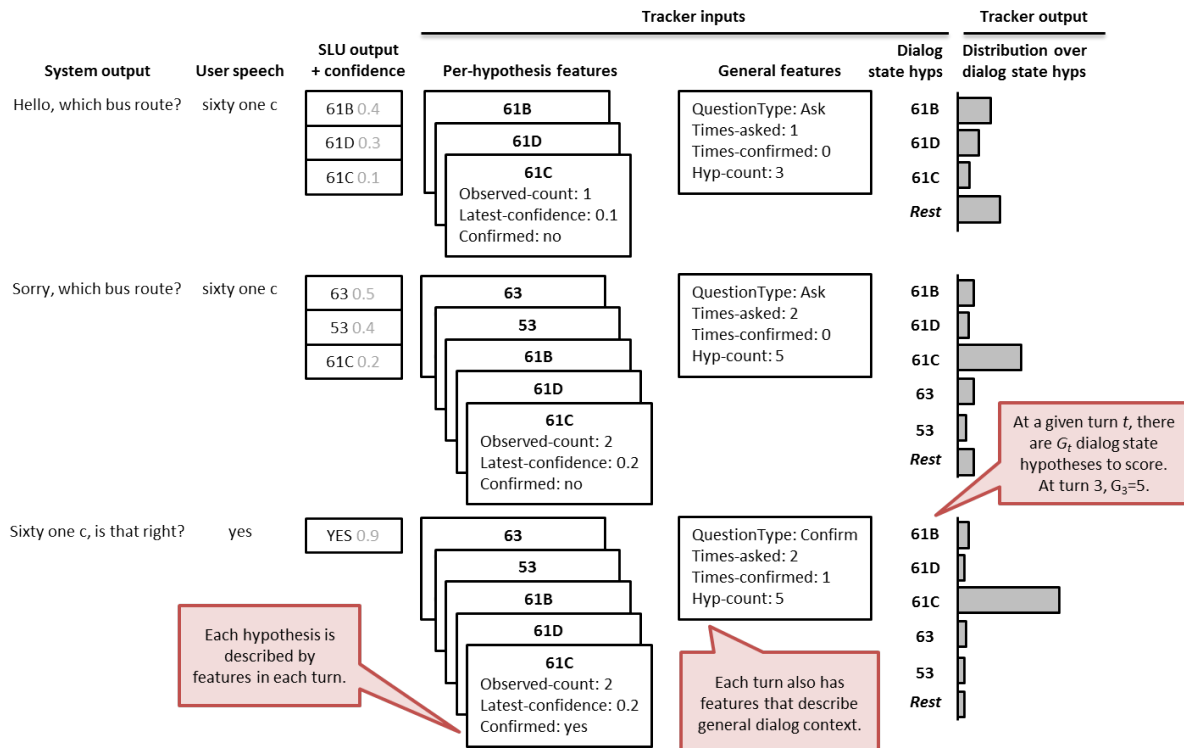 Tracker inputs
Tracker output
System output
User speech
SLU output
+ confidence
Per-hypothesis features
General features
Dialog
state hyps
Distribution over
dialog state hyps
Hello, which bus route?
sixty one c
61B 0.4
61D 0.3
61C 0.1
61B
61D
61C
Observed-count: 1
Latest-confidence: 0.1
Confirmed: no
QuestionType: Ask
Times-asked: 1
Times-confirmed: 0
Hyp-count: 3
61B
61D
61C
Rest
Sorry, which bus route?
sixty one c
63 0.5
53 0.4
61C 0.2
63
53
61B
61D
61C
Observed-count: 2
Latest-confidence: 0.2
Confirmed: no
QuestionType: Ask
Times-asked: 2
Times-confirmed: 0
Hyp-count: 5
61B
61D
61C
63
53
Rest
At a given turn t, there
are Gt dialog state
hypotheses to score.
At turn 3, G3=5.
Sixty one c, is that right?
yes
YES 0.9
63
53
61B
61D
61C
Observed-count: 2
Latest-confidence: 0.2
Confirmed: yes
QuestionType: Confirm
Times-asked: 2
Times-confirmed: 1
Hyp-count: 5
61B
61D
61C
63
53
Rest
Each hypothesis is
described by
features in each turn.
Each turn also has
features that describe
general dialog context.